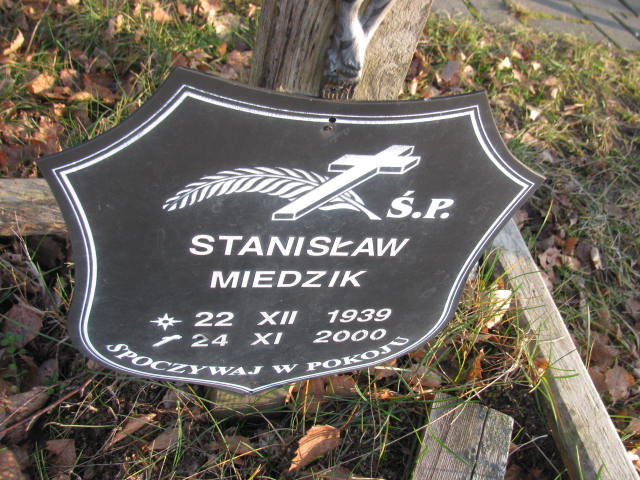 Ś.P.
STANISŁAW
MIEDZIK
22 XII 1939
24 XI 2000
SPOCZYWAJ W POKOJU